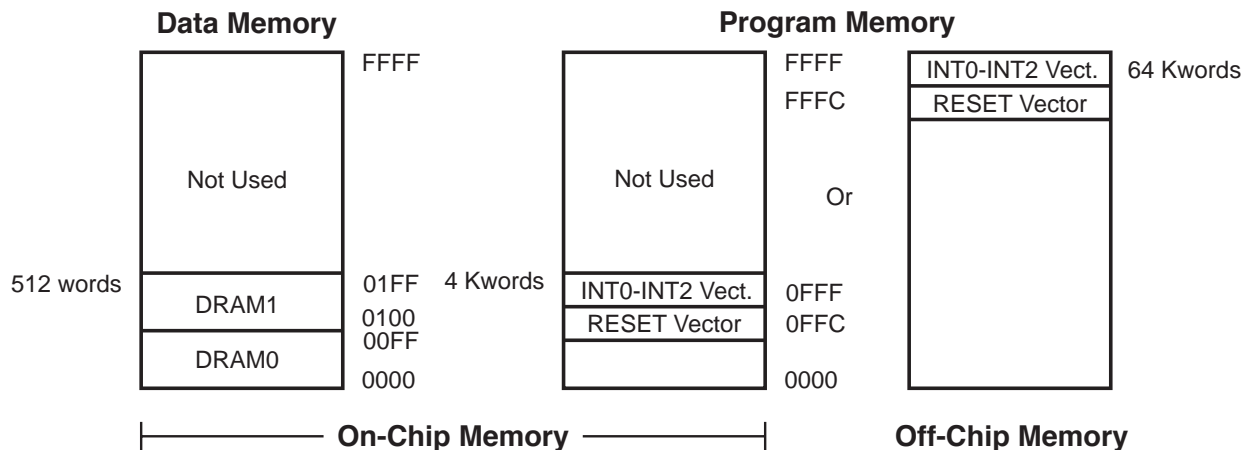 Data Memory
Program Memory
FFFF
Not Used
512 words
DRAM1
01FF
0100
DRAM0
00FF
0000
FFFF
FFFC
Not Used
4 Kwords
INT0-INT2 Vect.
0FFF
RESET Vector
0FFC
0000
Or
INT0-INT2 Vect.
64 Kwords
RESET Vector
On-Chip Memory
Off-Chip Memory